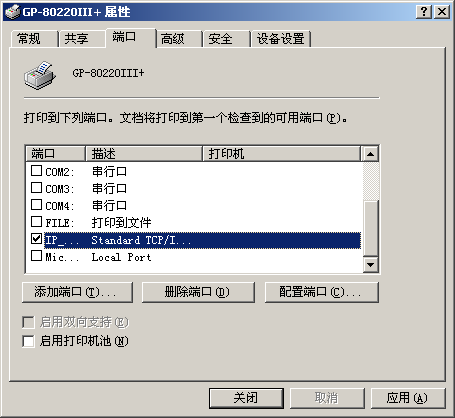 GP-80220III+ 属性
常规 共享 端口 高级 安全 设备设置
GP-80220III+
打印到下列端口。文档将打印到第一个检查到的可用端口(P)。
端口 描述 打印机
COM2: 串行口
COM3: 串行口
COM4: 串行口
FILE: 打印到文件
IP_... Standard TCP/I...
Mic... Local Port
添加端口(T)... 删除端口(D) 配置端口(C)...
启用双向支持(E)
启用打印机池(N)
关闭 取消 应用(A)